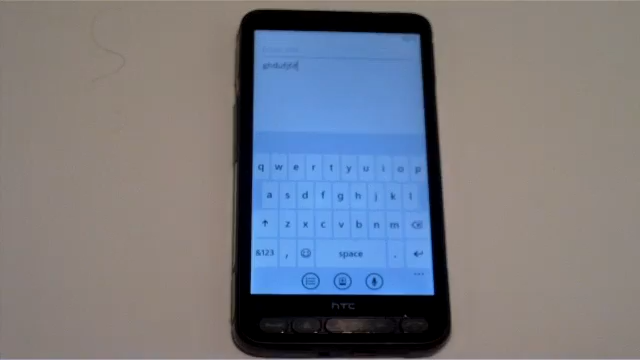 q w e r t y u i o p
a s d f g h j k l
z x c v b n m
&123 , space .
hTC